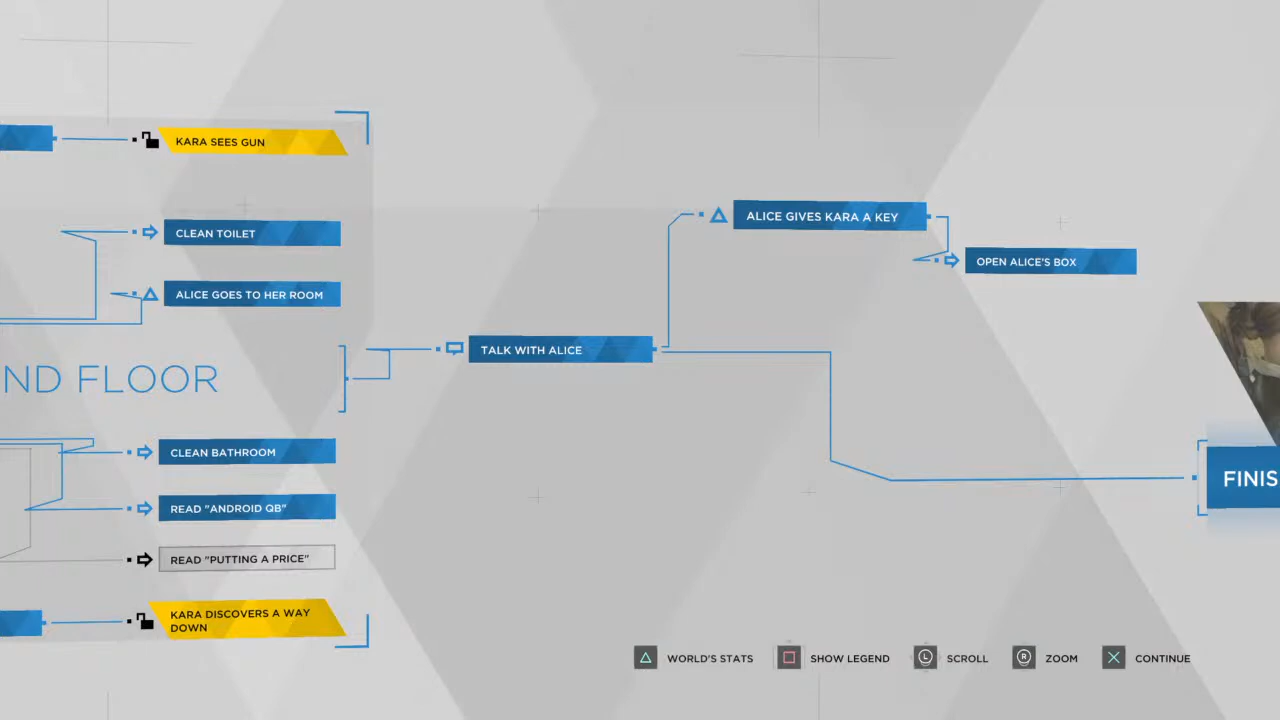 KARA SEES GUN
ALICE GIVES KARA A KEY
CLEAN TOILET
OPEN ALICE'S BOX
ALICE GOES TO HER ROOM
TALK WITH ALICE
ND FLOOR
CLEAN BATHROOM
FINIS
READ "ANDROID QB"
READ "PUTTING A PRICE"
KARA DISCOVERS A WAY
DOWN
WORLD'S STATS
SHOW LEGEND
L
SCROLL
R
ZOOM
CONTINUE